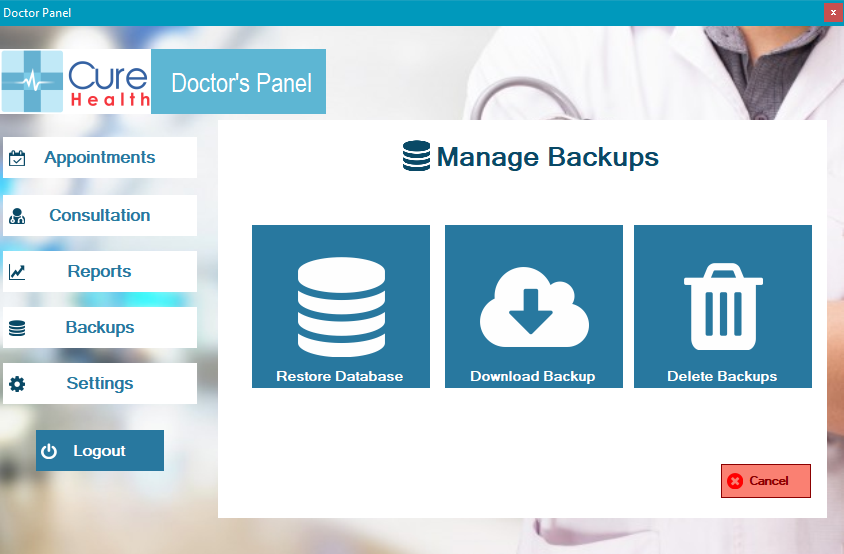 Doctor Panel
x
Cure
Health
Doctor's Panel
Manage Backups
Appointments
Consultation
Reports
Backups
Settings
Logout
Restore Database
Download Backup
Delete Backups
Cancel